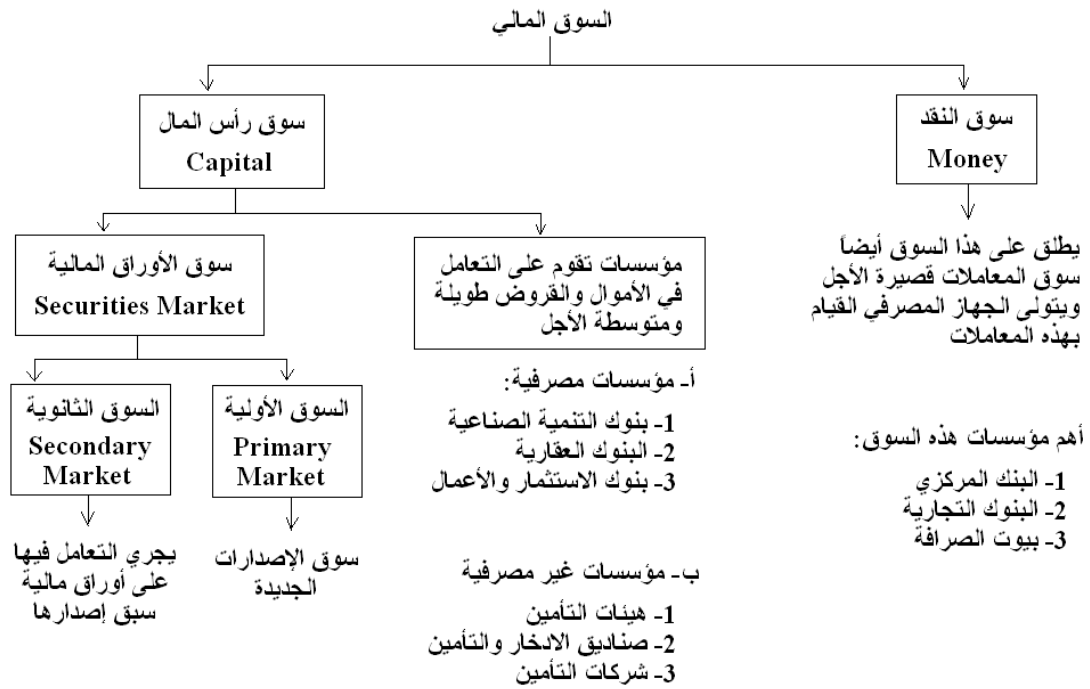 السوق المالي
سوق النقد
Money
يطلق على هذا السوق أيضاً
سوق المعاملات قصيرة الأجل
ويتولى الجهاز المصرفي القيام
بهذه المعاملات
أهم مؤسسات هذه السوق:
1- البنك المركزي
2- البنوك التجارية
3- بيوت الصرافة
سوق رأس المال
Capital
مؤسسات تقوم على التعامل
في الأموال والقروض طويلة
ومتوسطة الأجل
أ- مؤسسات مصرفية:
1- بنوك التنمية الصناعية
2- البنوك العقارية
3- بنوك الاستثمار والأعمال
ب- مؤسسات غير مصرفية
1- هيئات التأمين
2- صناديق الادخار والتأمين
3- شركات التأمين
سوق الأوراق المالية
Securities Market
السوق الأولية
Primary
Market
سوق الإصدارات
الجديدة
السوق الثانوية
Secondary
Market
يجري التعامل فيها
على أوراق مالية
سبق إصدارها